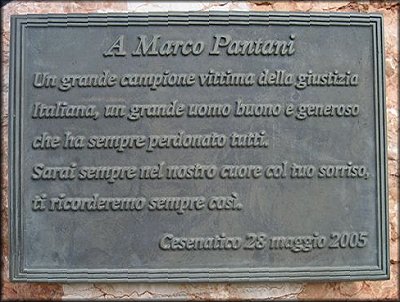 A Marco Pantani
Un grande campione vittima della giustizia
Italiana, un grande uomo buono e generoso
che ha sempre perdonato tutti.
Sarai sempre nel nostro cuore col tuo sorriso,
ti ricorderemo sempre così.
Cesenatico 28 maggio 2005